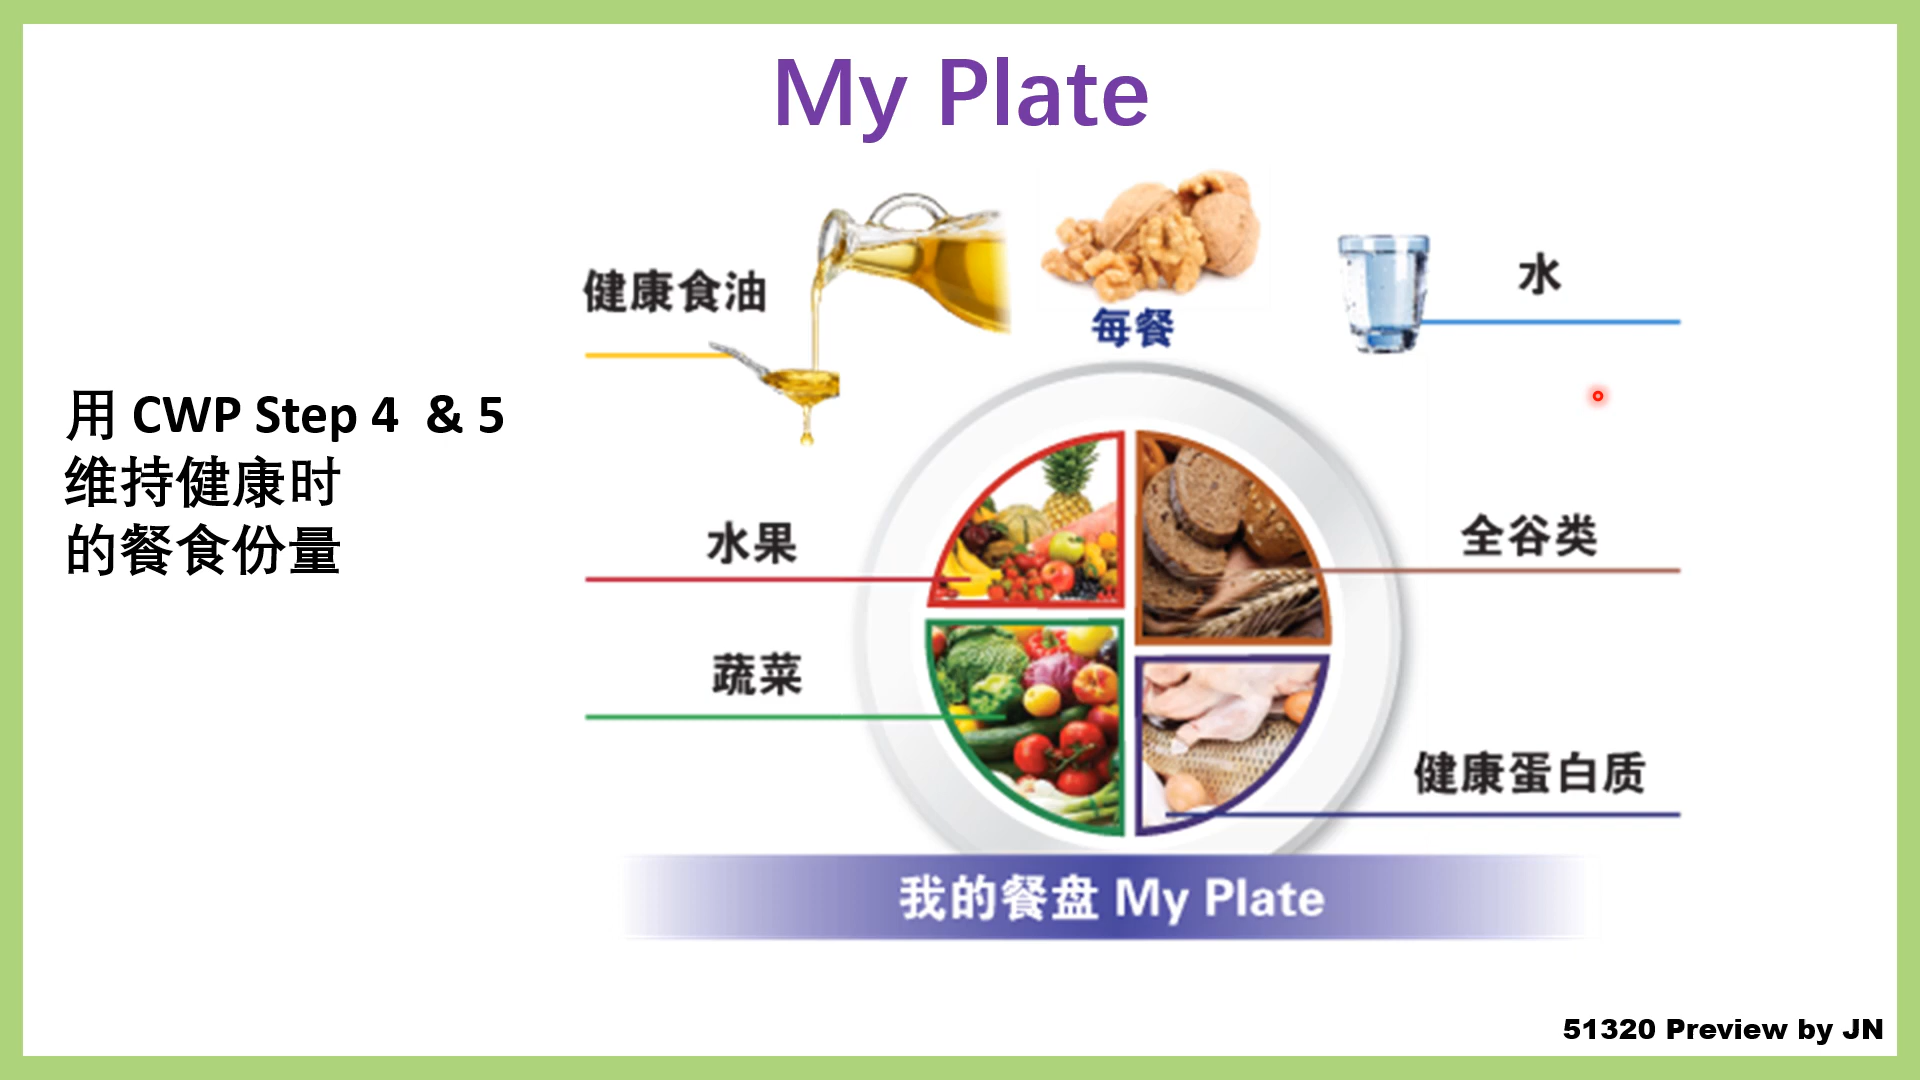 My Plate
健康食油
每餐
水
用 CWP Step 4 & 5
维持健康时
的餐食份量
水果
全谷类
蔬菜
健康蛋白质
我的餐盘 My Plate
51320 Preview by JN